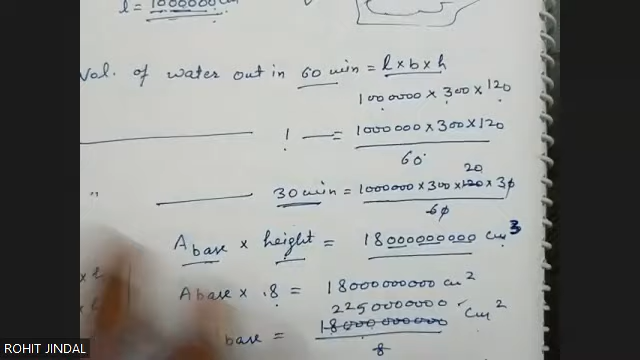 l = 1000000 cm
Vol. of water out in 60 min = l × b × h
1000000 × 300 × 120
1 = 1000000 × 300 × 120
60
20
" 30 min = 1000000 × 300 × 120 × 30
60
A base × height = 18000000000 cm³
A base × .8 = 18000000000 cm²
225000000 cm²
base = 18000000000
8
ROHIT JINDAL